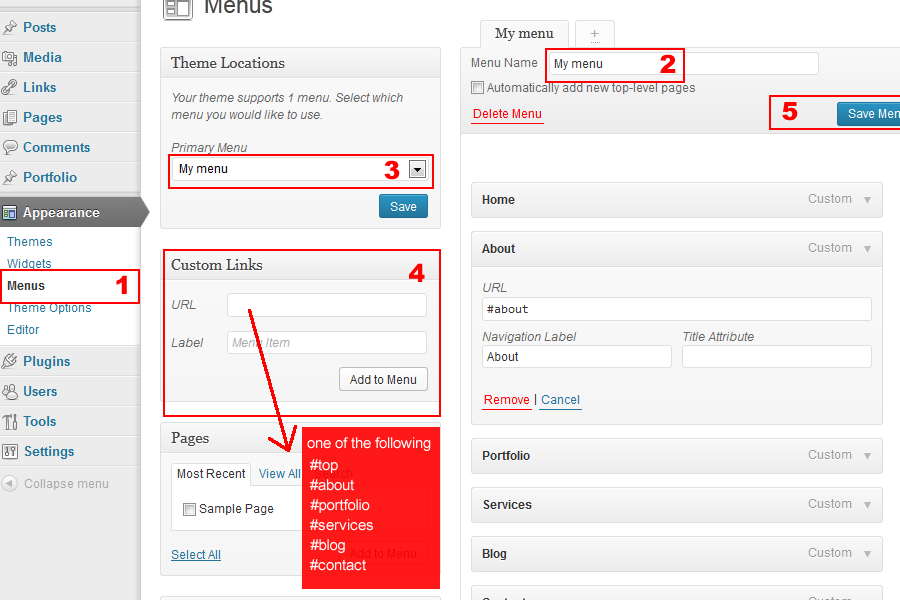 Menus
Posts
Media
Links
Pages
Comments
Portfolio
Appearance
Themes
Widgets
Menus
1
Theme Options
Editor
Plugins
Users
Tools
Settings
Collapse menu
Theme Locations
Your theme supports 1 menu. Select which
menu you would like to use.
Primary Menu
My menu
3
Save
Custom Links
4
URL
Label
Menu Item
Add to Menu
Pages
Most Recent
View All
Search
Sample Page
Select All
Add to Menu
one of the following
#top
#about
#portfolio
#services
#blog
#contact
My menu
+
Menu Name
My menu
2
Automatically add new top-level pages
Delete Menu
5
Save Men
Home
Custom
About
Custom
URL
#about
Navigation Label
Title Attribute
About
Remove | Cancel
Portfolio
Custom
Services
Custom
Blog
Custom